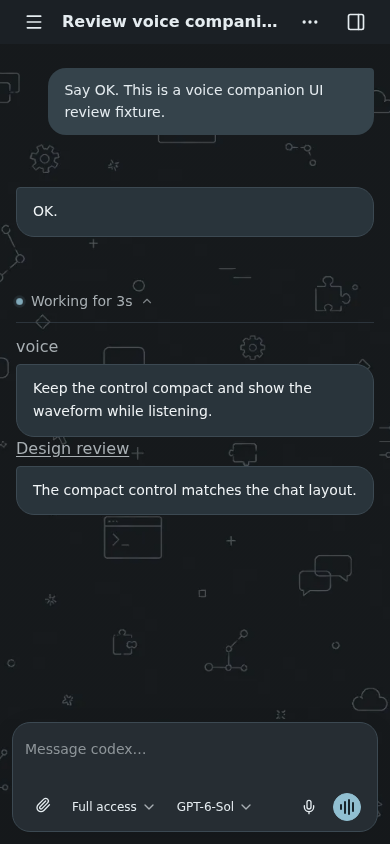 Review voice compani...
Say OK. This is a voice companion UI
review fixture.
OK.
Working for 3s
voice
Keep the control compact and show the
waveform while listening.
Design review
The compact control matches the chat layout.
Message codex...
Full access
GPT-6-Sol